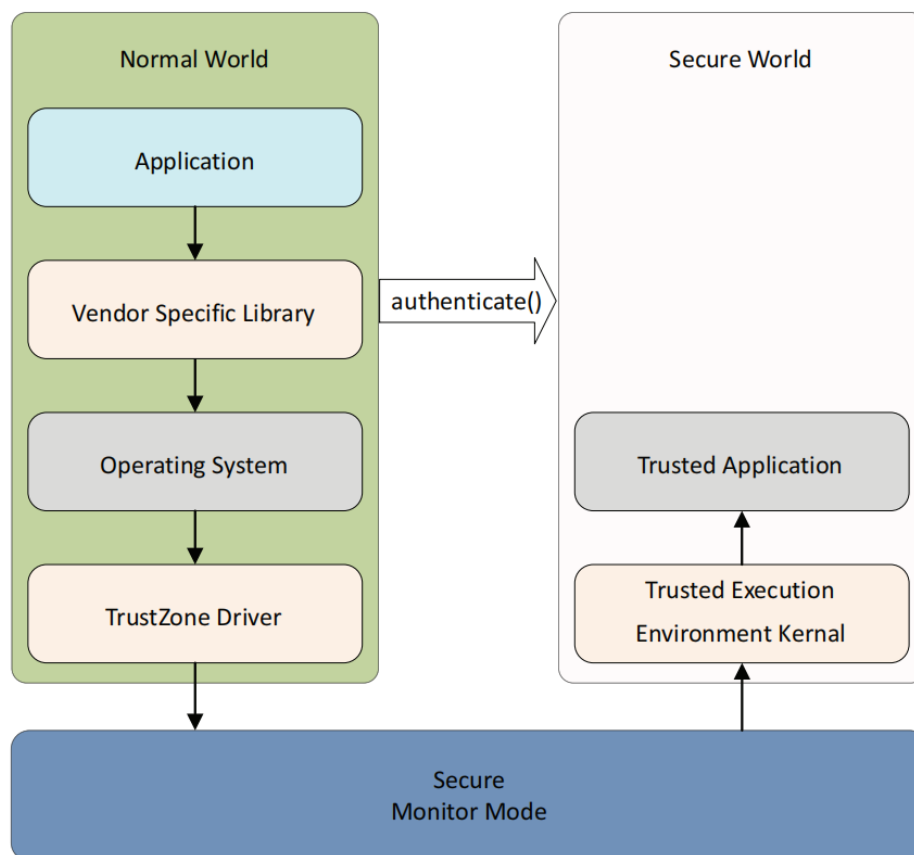 Normal World
Secure World
Application
Vendor Specific Library
authenticate()
Operating System
Trusted Application
TrustZone Driver
Trusted Execution
Environment Kernal
Secure
Monitor Mode